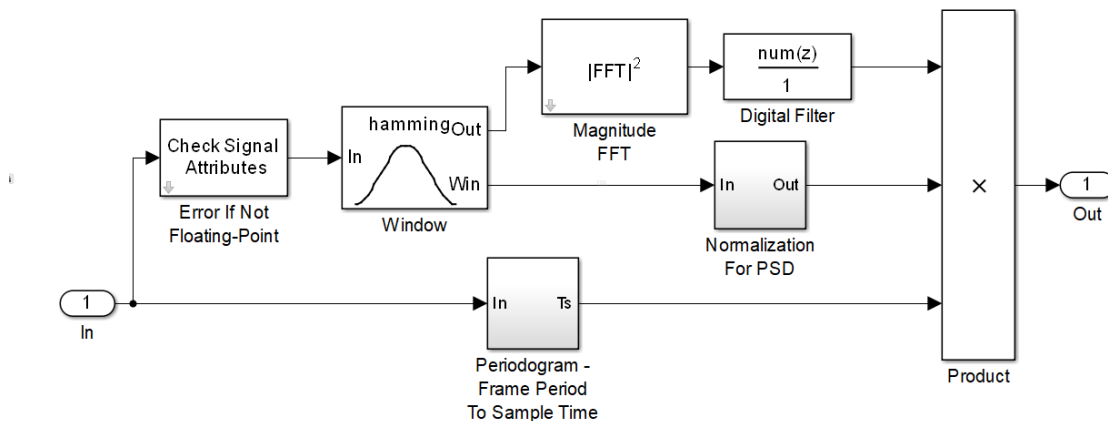 |FFT|²
Magnitude
FFT
num(z)
1
Digital Filter
Check Signal
Attributes
Error If Not
Floating-Point
hamming
In
Out
Win
Window
In
Out
Normalization
For PSD
1
In
In
Ts
Periodogram -
Frame Period
To Sample Time
×
Product
1
Out